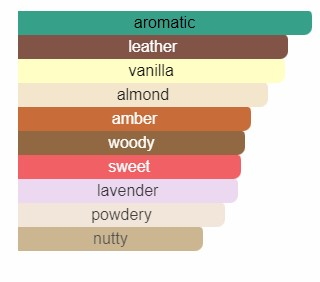 aromatic
leather
vanilla
almond
amber
woody
sweet
lavender
powdery
nutty